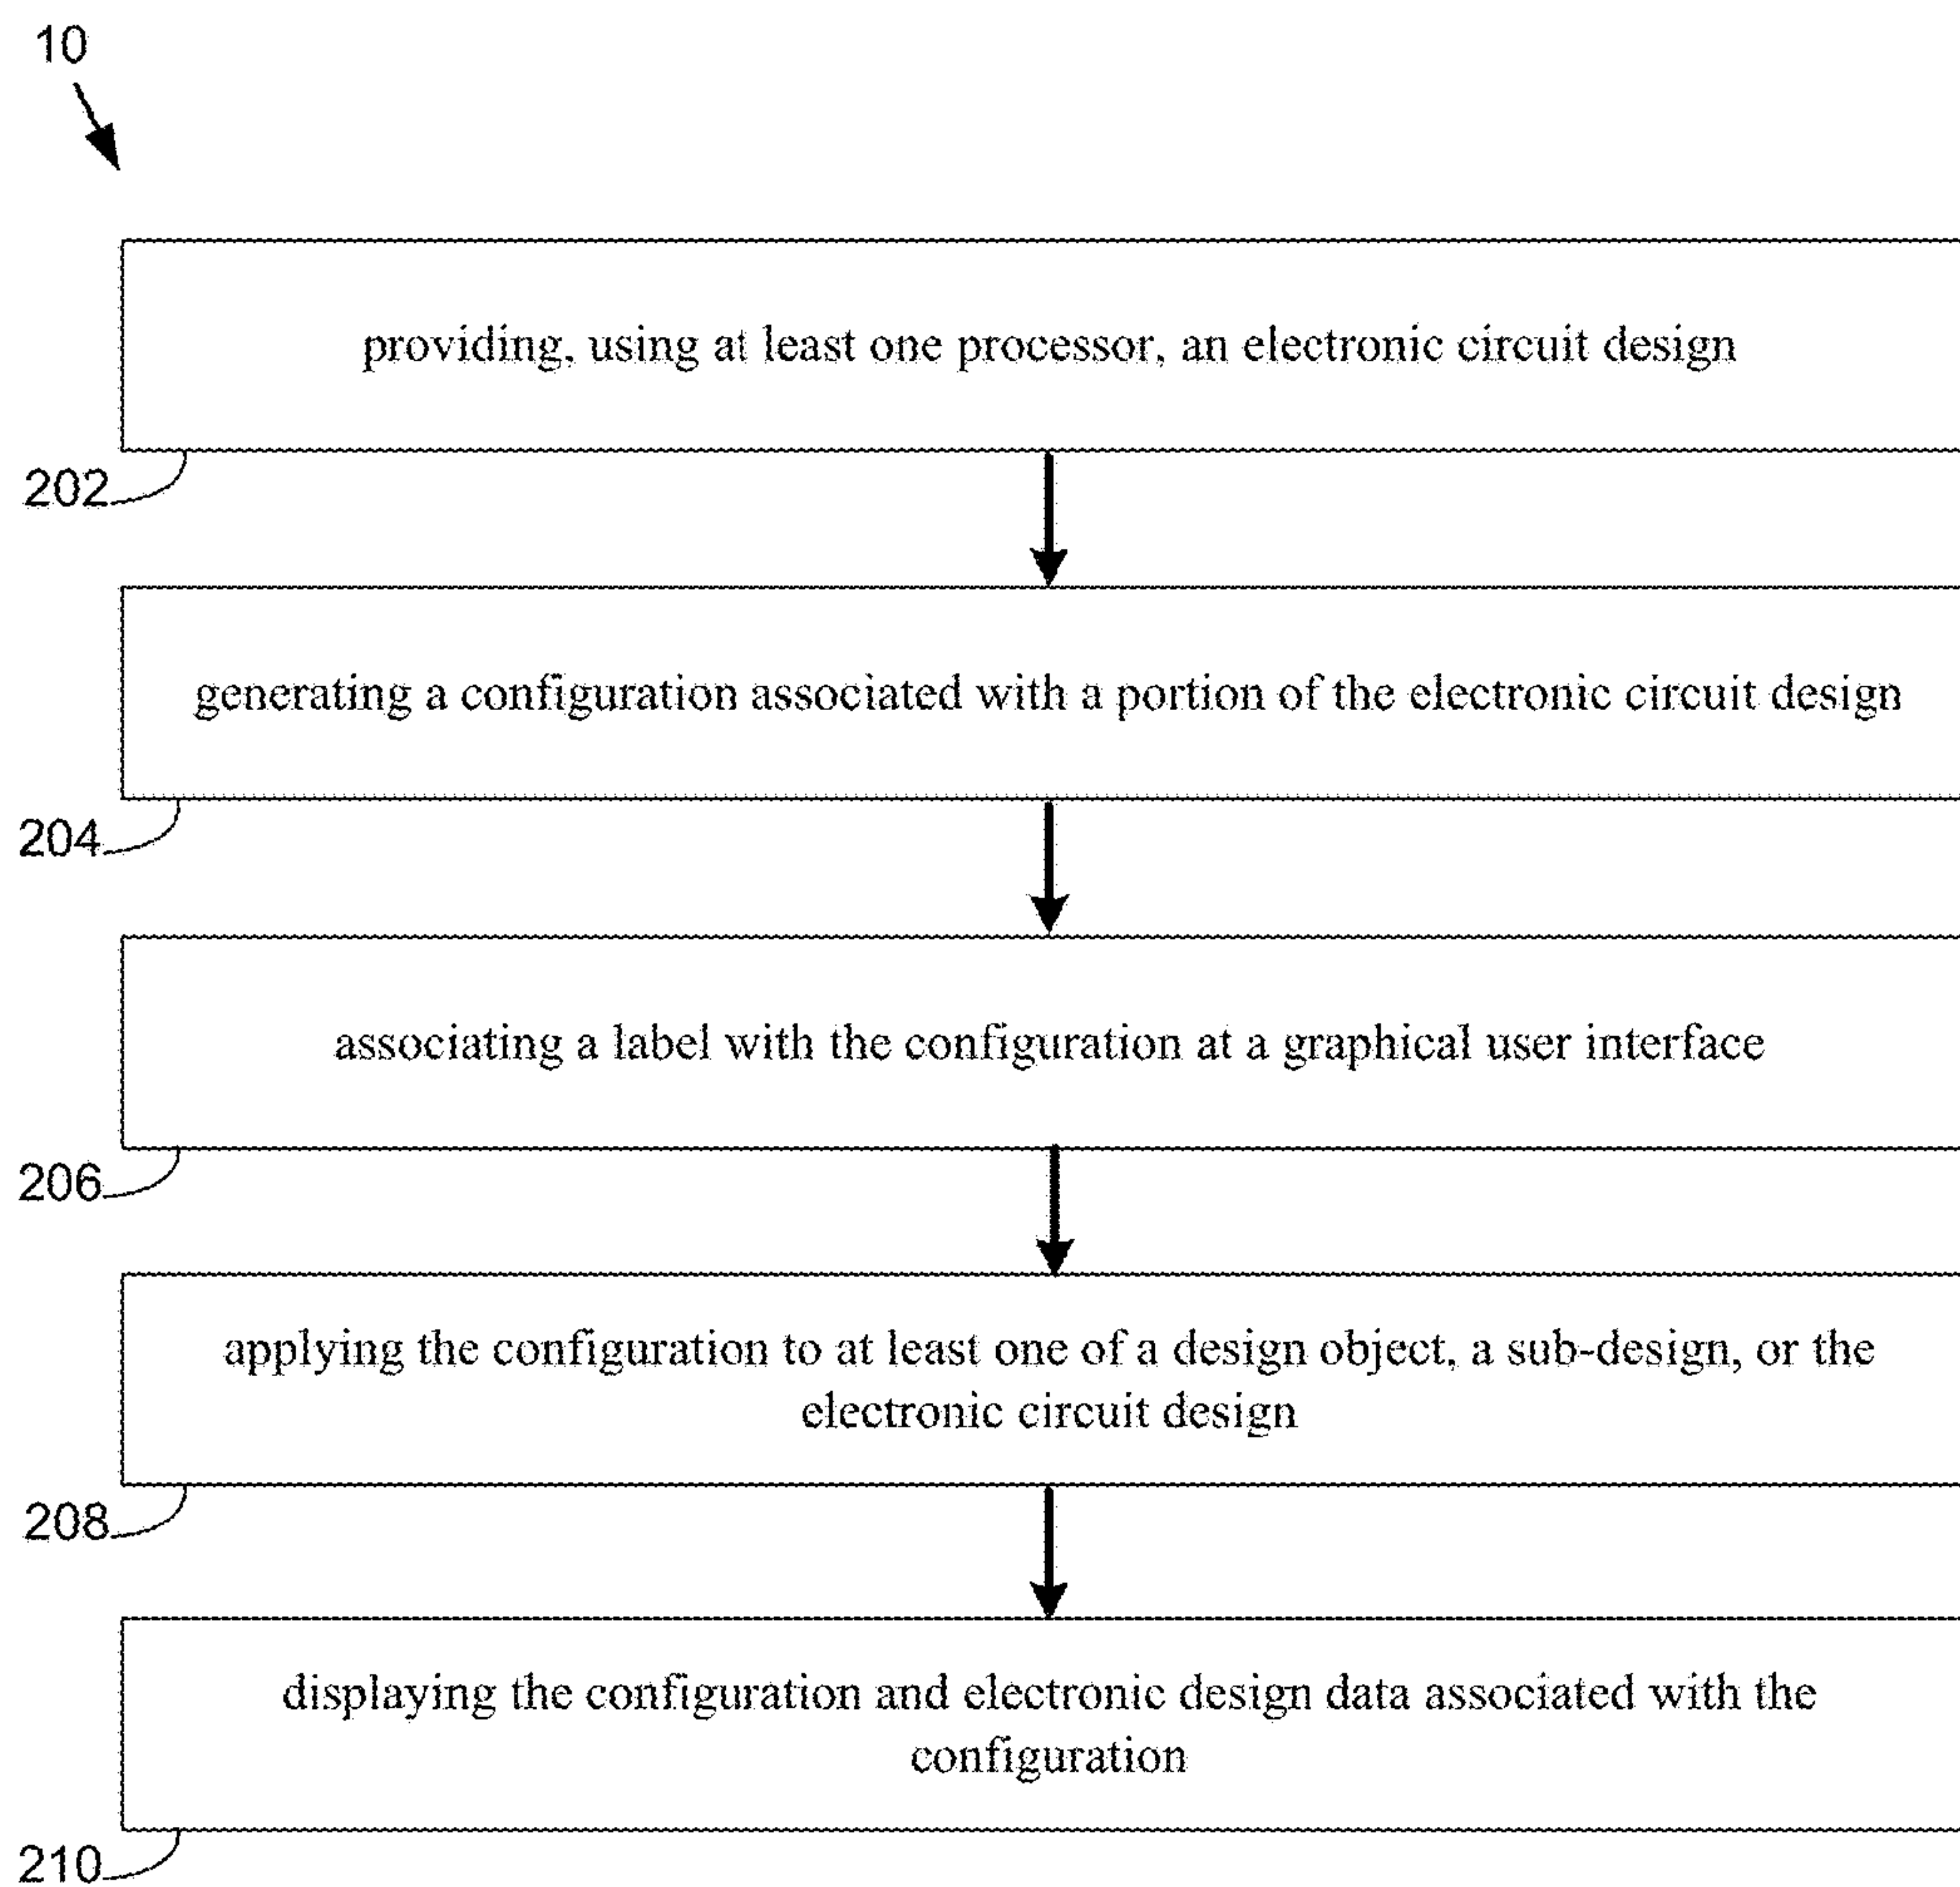 10
providing, using at least one processor, an electronic circuit design
202
generating a configuration associated with a portion of the electronic circuit design
204
associating a label with the configuration at a graphical user interface
206
applying the configuration to at least one of a design object, a sub-design, or the
electronic circuit design
208
displaying the configuration and electronic design data associated with the
configuration
210